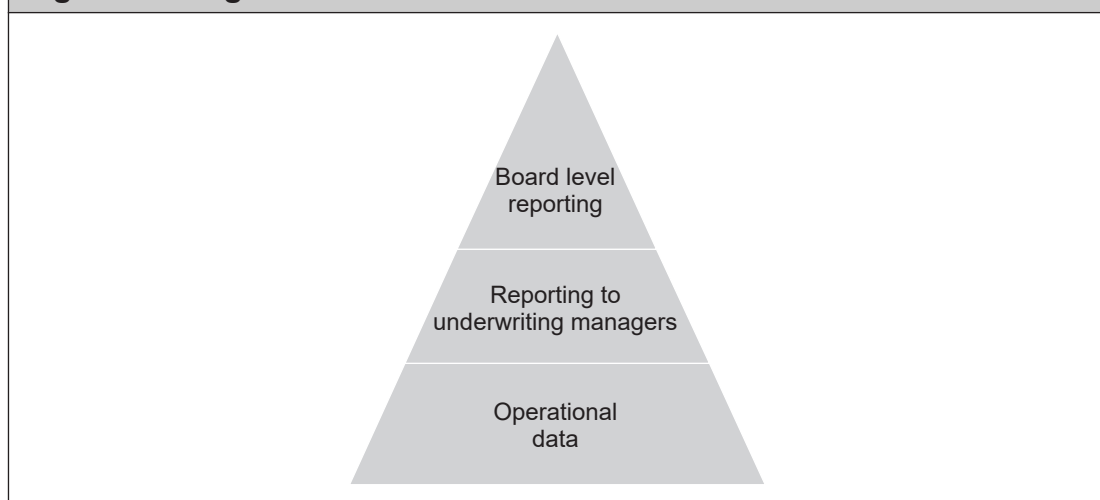 Board level
reporting
Reporting to
underwriting managers
Operational
data